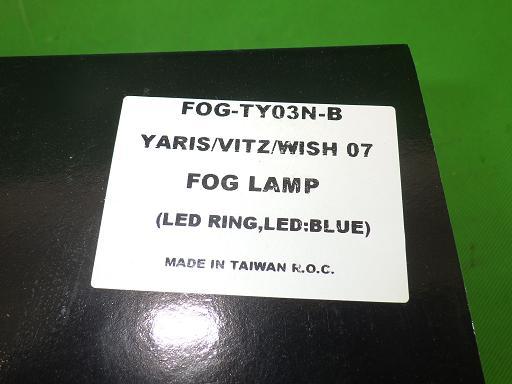 FOG-TY03N-B
YARIS/VITZ/WISH 07
FOG LAMP
(LED RING,LED:BLUE)
MADE IN TAIWAN R.O.C.